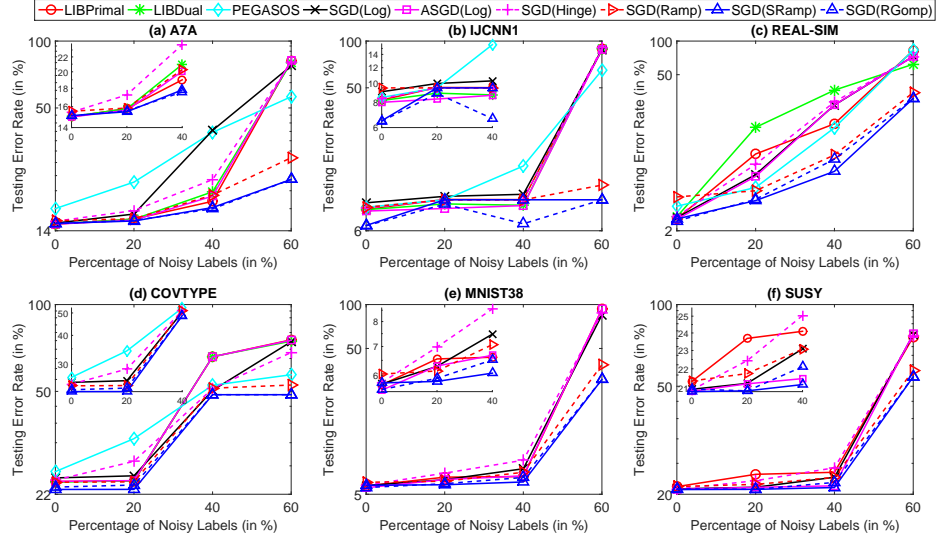 LIBPrimal LIBDual PEGASOS SGD(Log) ASGD(Log) SGD(Hinge) SGD(Ramp) SGD(SRamp) SGD(RGomp)
(a) A7A
Testing Error Rate (in %)
100
50
14
22
20
18
16
14
0 20 40
0 20 40 60
Percentage of Noisy Labels (in %)
(b) IJCNN1
Testing Error Rate (in %)
100
50
6
14
12
10
8
6
0 20 40
0 20 40 60
Percentage of Noisy Labels (in %)
(c) REAL-SIM
Testing Error Rate (in %)
100
50
2
0 20 40 60
Percentage of Noisy Labels (in %)
(d) COVTYPE
Testing Error Rate (in %)
100
50
22
50
40
30
0 20 40
0 20 40 60
Percentage of Noisy Labels (in %)
(e) MNIST38
Testing Error Rate (in %)
100
50
5
8
7
6
0 20 40
0 20 40 60
Percentage of Noisy Labels (in %)
(f) SUSY
Testing Error Rate (in %)
100
50
20
25
24
23
22
21
0 20 40
0 20 40 60
Percentage of Noisy Labels (in %)